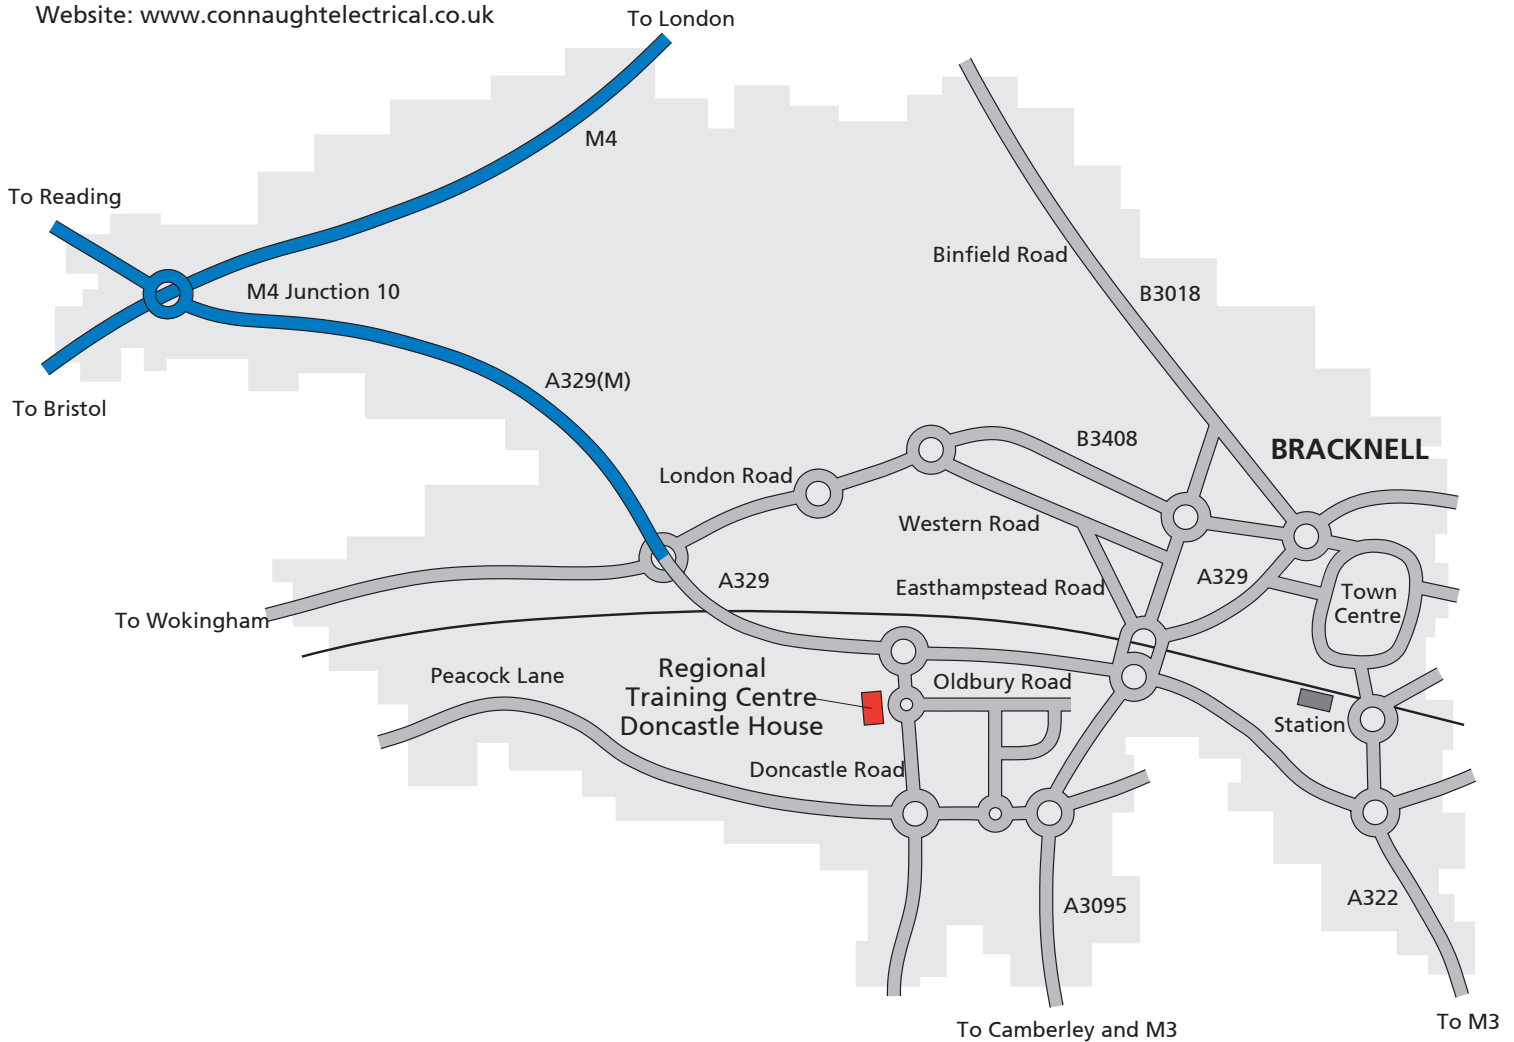 Website: www.connaughtelectrical.co.uk
To London
M4
To Reading
Binfield Road
M4 Junction 10
B3018
A329(M)
To Bristol
B3408
BRACKNELL
London Road
Western Road
A329
Easthampstead Road
A329
Town
Centre
To Wokingham
Peacock Lane
Regional
Training Centre
Doncastle House
Oldbury Road
Station
Doncastle Road
A3095
A322
To Camberley and M3
To M3